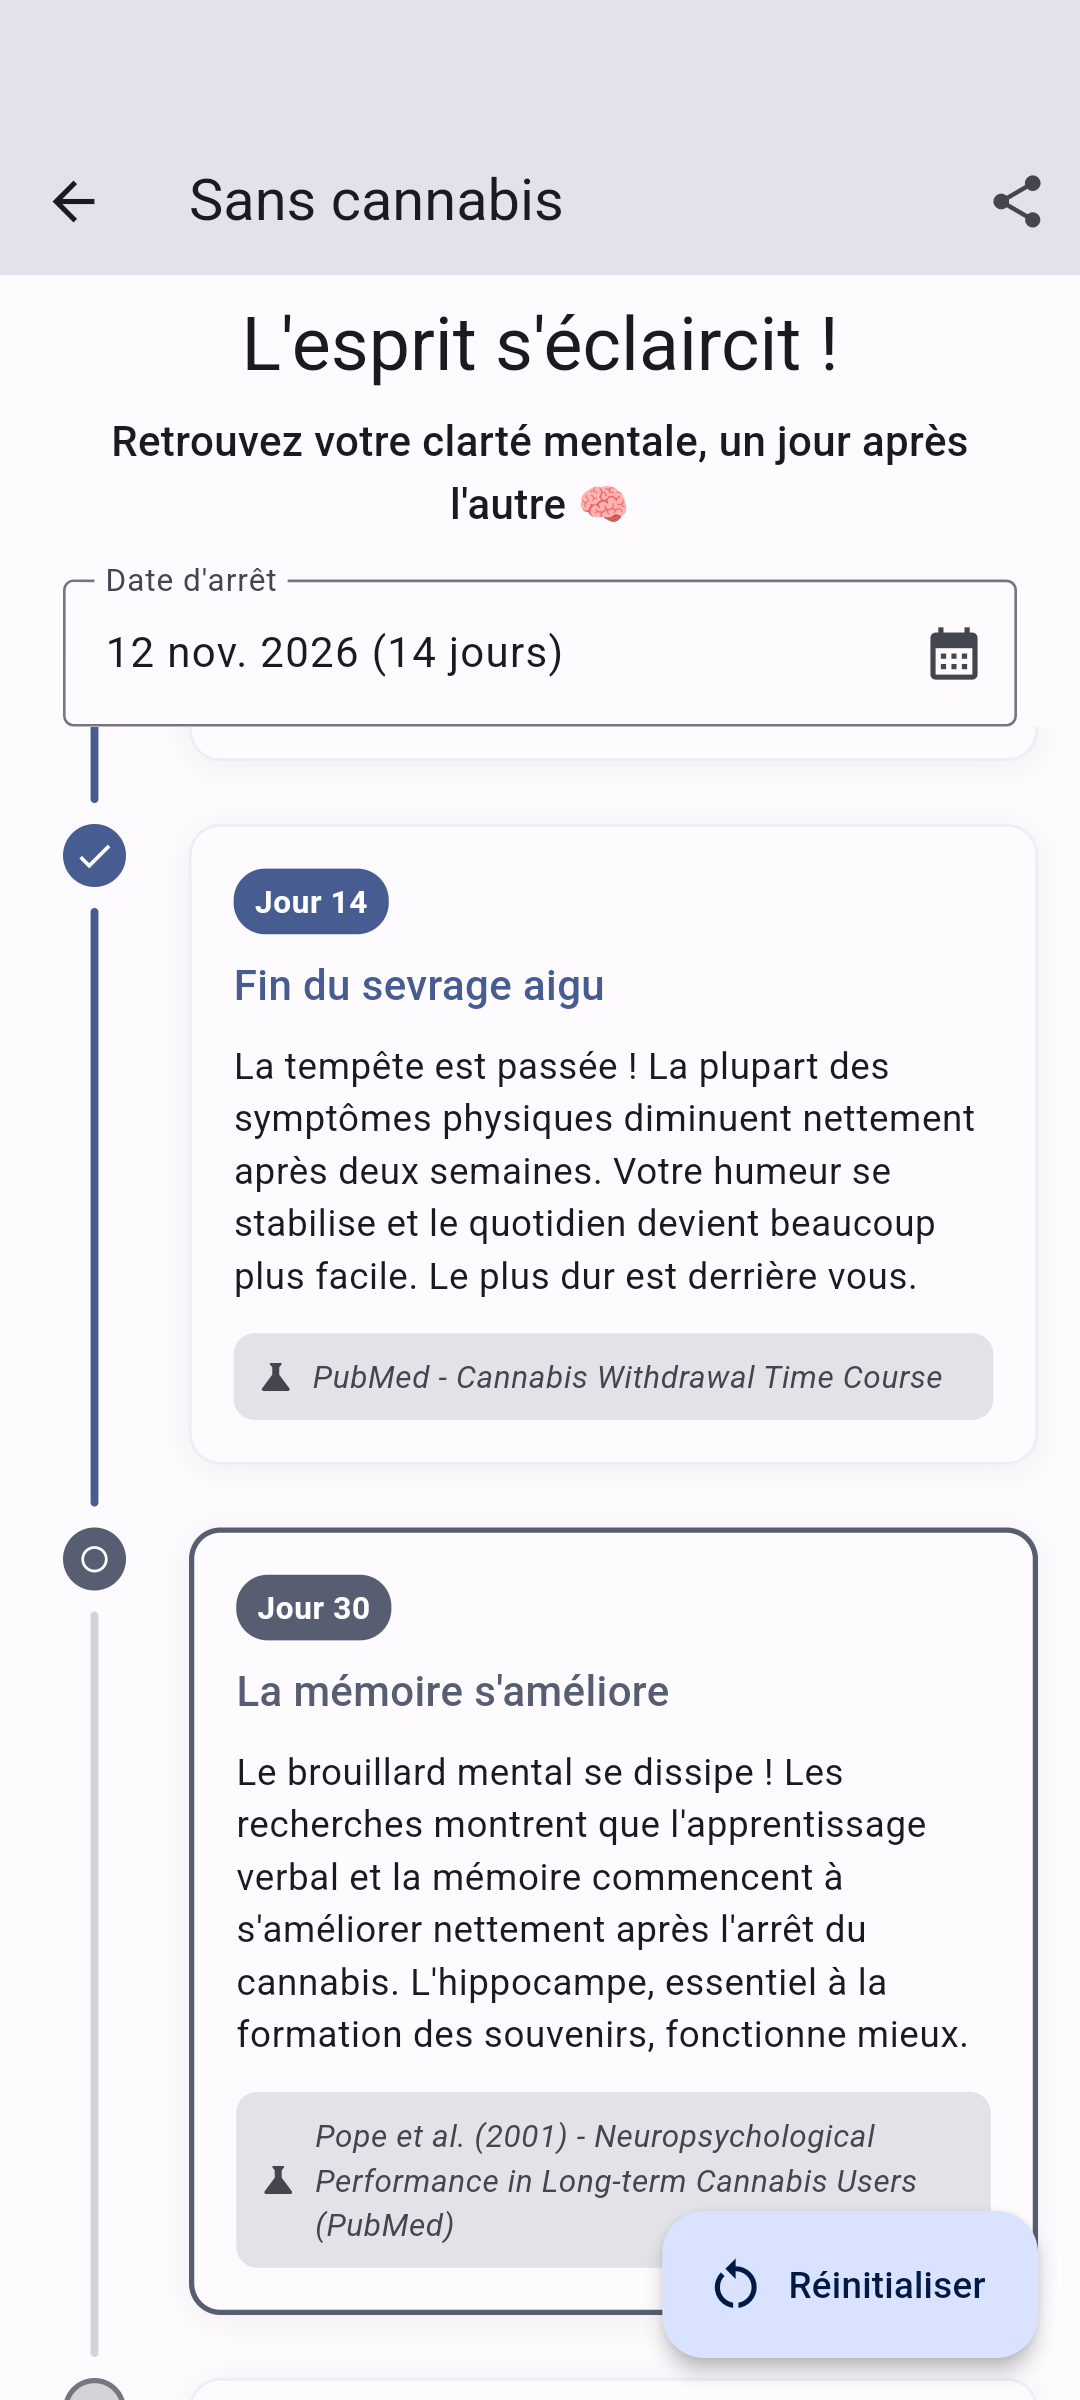 Sans cannabis
L'esprit s'éclaircit !
Retrouvez votre clarté mentale, un jour après
l'autre 🧠
Date d'arrêt
12 nov. 2026 (14 jours)
Jour 14
Fin du sevrage aigu
La tempête est passée ! La plupart des
symptômes physiques diminuent nettement
après deux semaines. Votre humeur se
stabilise et le quotidien devient beaucoup
plus facile. Le plus dur est derrière vous.
PubMed - Cannabis Withdrawal Time Course
Jour 30
La mémoire s'améliore
Le brouillard mental se dissipe ! Les
recherches montrent que l'apprentissage
verbal et la mémoire commencent à
s'améliorer nettement après l'arrêt du
cannabis. L'hippocampe, essentiel à la
formation des souvenirs, fonctionne mieux.
Pope et al. (2001) - Neuropsychological
Performance in Long-term Cannabis Users
(PubMed)
Réinitialiser